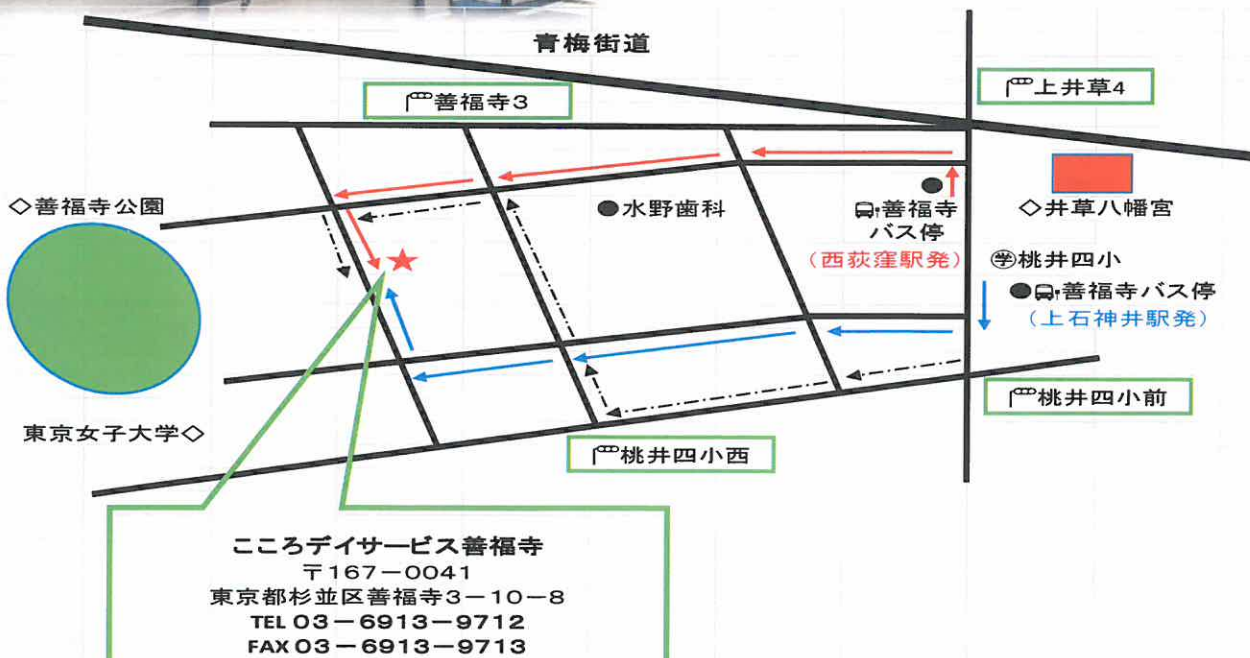 青梅街道
善福寺3
上井草4
◇善福寺公園
●水野歯科
善福寺
バス停
(西荻窪駅発)
◇井草八幡宮
㊫桃井四小
●善福寺バス停
(上石神井駅発)
桃井四小前
東京女子大学◇
桃井四小西
こころデイサービス善福寺
〒167-0041
東京都杉並区善福寺3-10-8
TEL 03-6913-9712
FAX 03-6913-9713